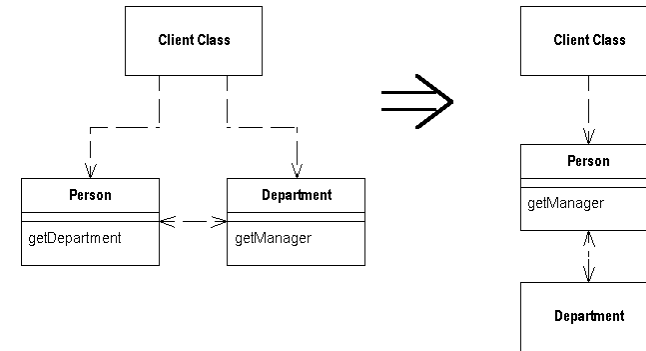 Client Class
Person
getDepartment
Department
getManager
Client Class
Person
getManager
Department